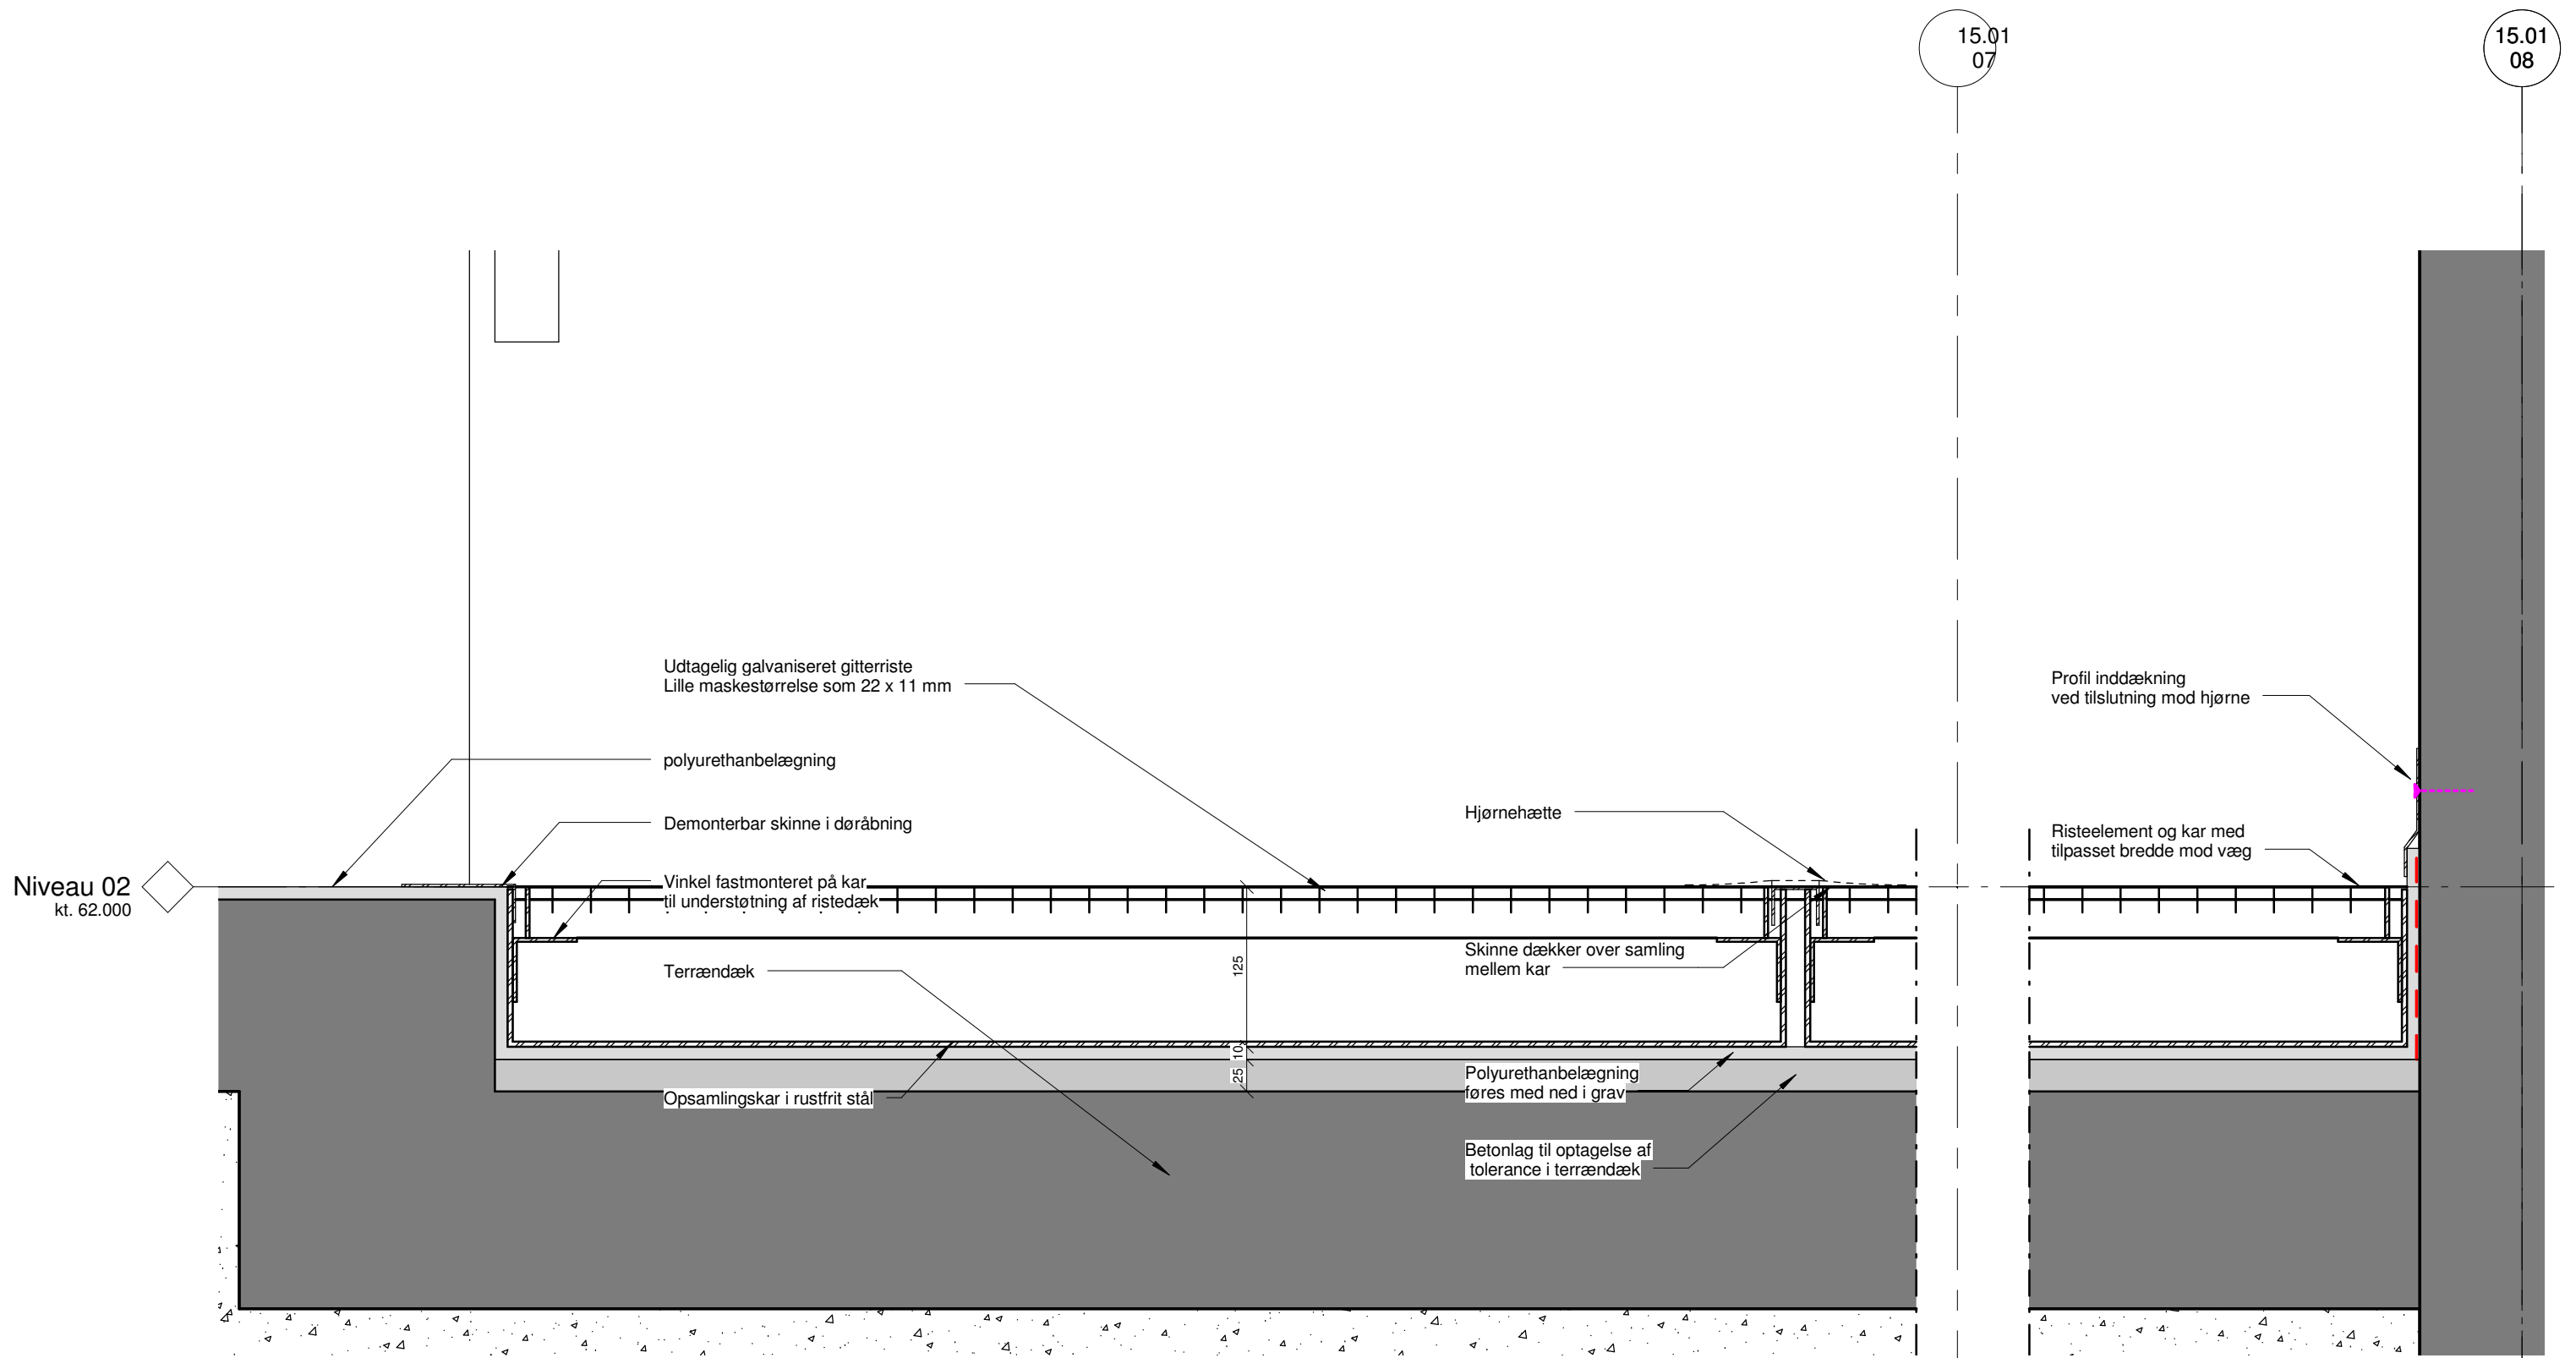 15.01
07
15.01
08
Udtagelig galvaniseret gitterriste
Lille maskestørrelse som 22 x 11 mm
Profil inddækning
ved tilslutning mod hjørne
polyurethanbelægning
Demonterbar skinne i døråbning
Hjørnehætte
Risteelement og kar med
tilpasset bredde mod væg
Niveau 02
kt. 62.000
Vinkel fastmonteret på kar
til understøtning af ristedæk
Skinne dækker over samling
mellem kar
Terrændæk
125
10
25
Opsamlingskar i rustfrit stål
Polyurethanbelægning
føres med ned i grav
Betonlag til optagelse af
tolerance i terrændæk